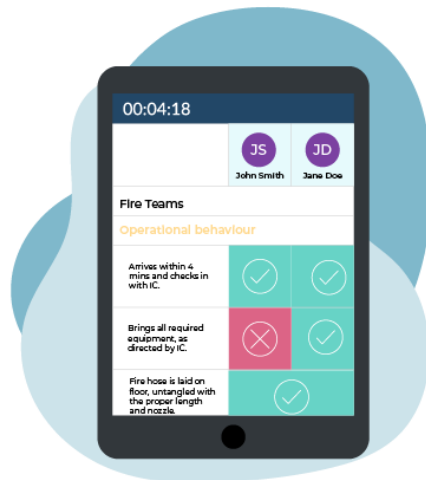 00:04:18
JS JD
John Smith Jane Doe
Fire Teams
Operational behaviour
Arrives within 4
mins and checks in
with IC.
Brings all required
equipment, as
directed by IC.
Fire hose is laid on
floor, untangled with
the proper length
and nozzle.